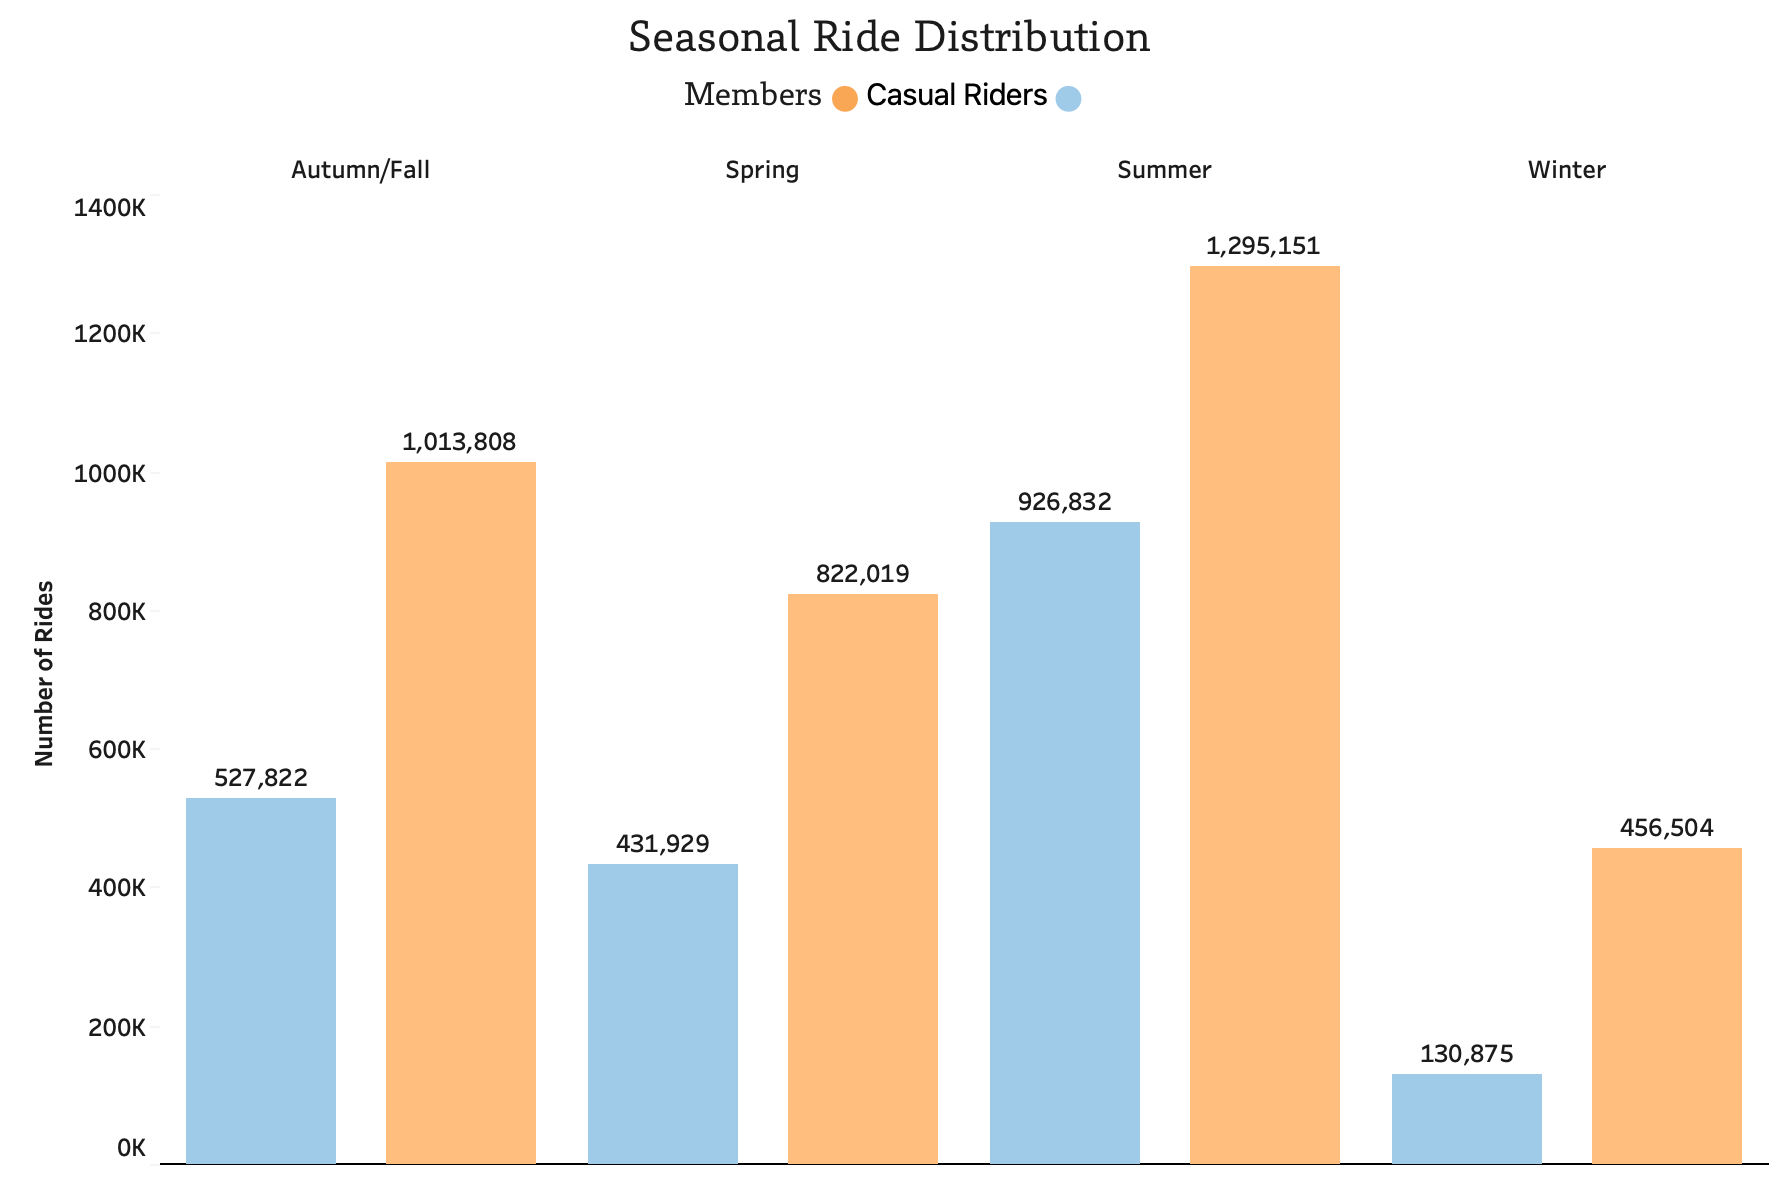 Seasonal Ride Distribution
Members Casual Riders
Autumn/Fall Spring Summer Winter
1400K
1,295,151
1200K
1,013,808
1000K
926,832
822,019
800K
Number of Rides
600K
527,822
431,929
456,504
400K
200K
130,875
0K